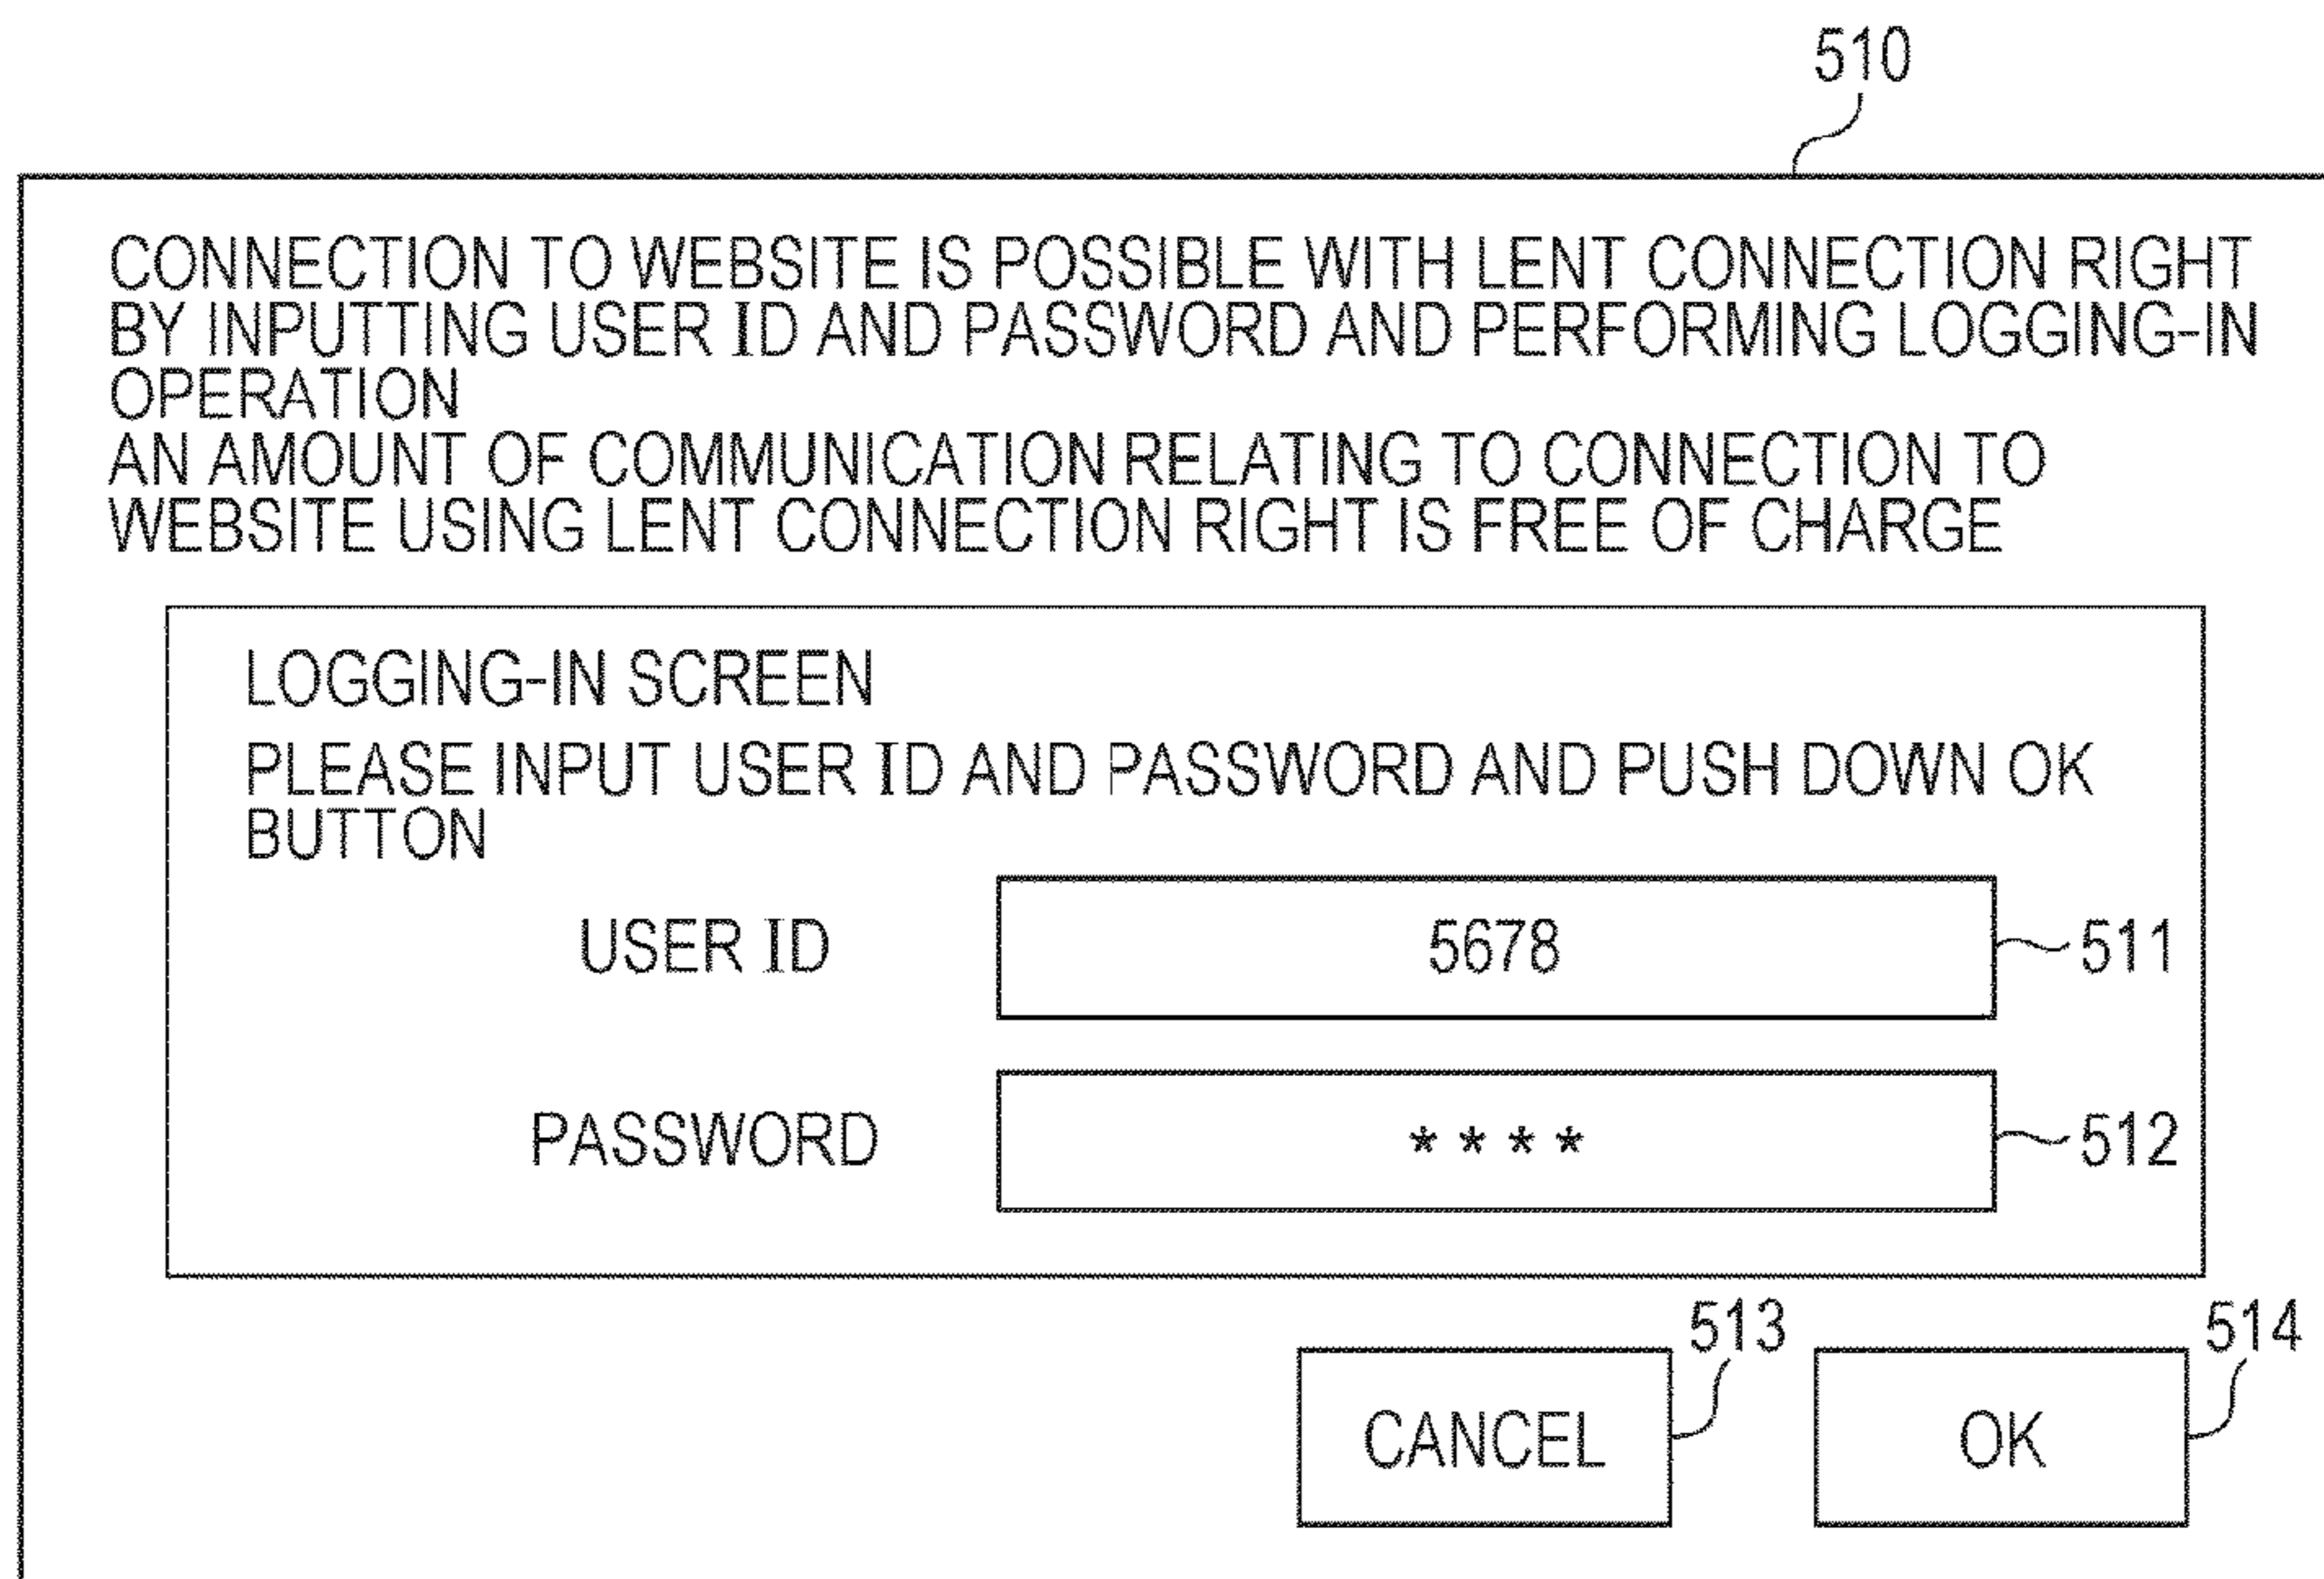 510
CONNECTION TO WEBSITE IS POSSIBLE WITH LENT CONNECTION RIGHT
BY INPUTTING USER ID AND PASSWORD AND PERFORMING LOGGING-IN
OPERATION
AN AMOUNT OF COMMUNICATION RELATING TO CONNECTION TO
WEBSITE USING LENT CONNECTION RIGHT IS FREE OF CHARGE
LOGGING-IN SCREEN
PLEASE INPUT USER ID AND PASSWORD AND PUSH DOWN OK
BUTTON
USER ID 5678 511
PASSWORD **** 512
513 514
CANCEL OK